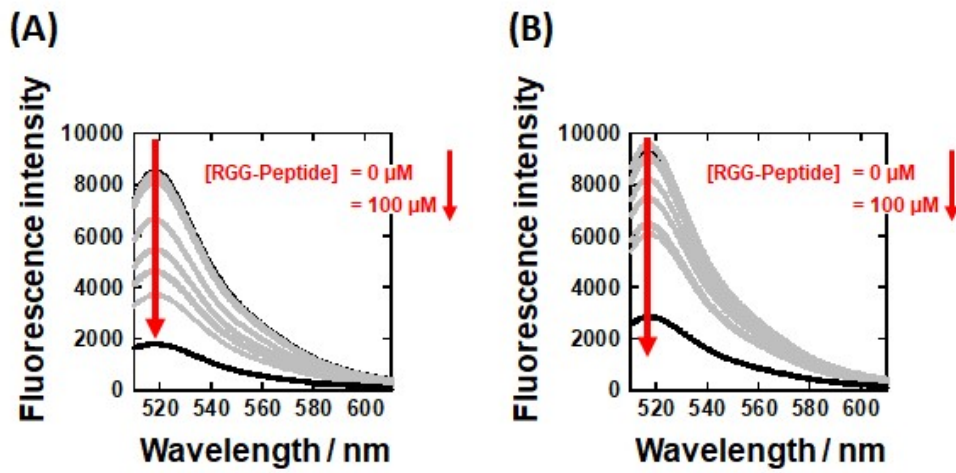 (A)
Fluorescence intensity
10000
8000
6000
4000
2000
0
[RGG-Peptide] = 0 µM
= 100 µM
520 540 560 580 600
Wavelength / nm
(B)
Fluorescence intensity
10000
8000
6000
4000
2000
0
[RGG-Peptide] = 0 µM
= 100 µM
520 540 560 580 600
Wavelength / nm